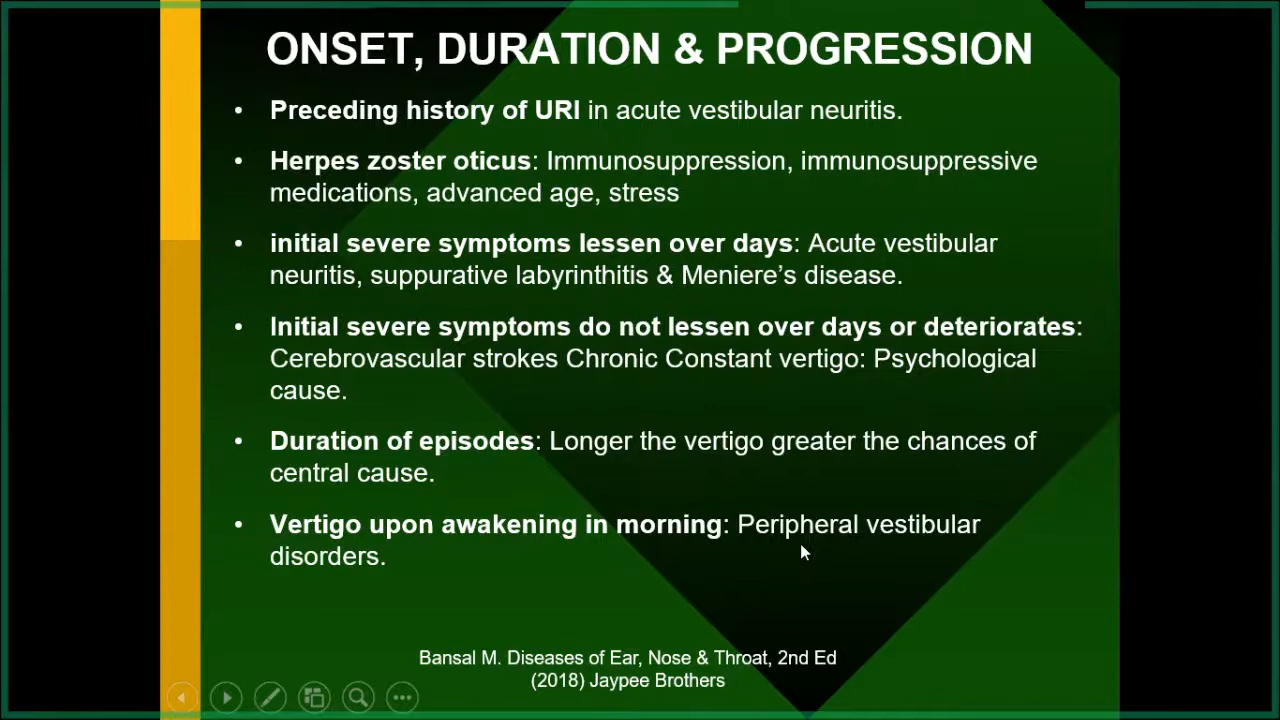 ONSET, DURATION & PROGRESSION
• Preceding history of URI in acute vestibular neuritis.
• Herpes zoster oticus: Immunosuppression, immunosuppressive
medications, advanced age, stress
• initial severe symptoms lessen over days: Acute vestibular
neuritis, suppurative labyrinthitis & Meniere’s disease.
• Initial severe symptoms do not lessen over days or deteriorates:
Cerebrovascular strokes Chronic Constant vertigo: Psychological
cause.
• Duration of episodes: Longer the vertigo greater the chances of
central cause.
• Vertigo upon awakening in morning: Peripheral vestibular
disorders.
Bansal M. Diseases of Ear, Nose & Throat, 2nd Ed
(2018) Jaypee Brothers